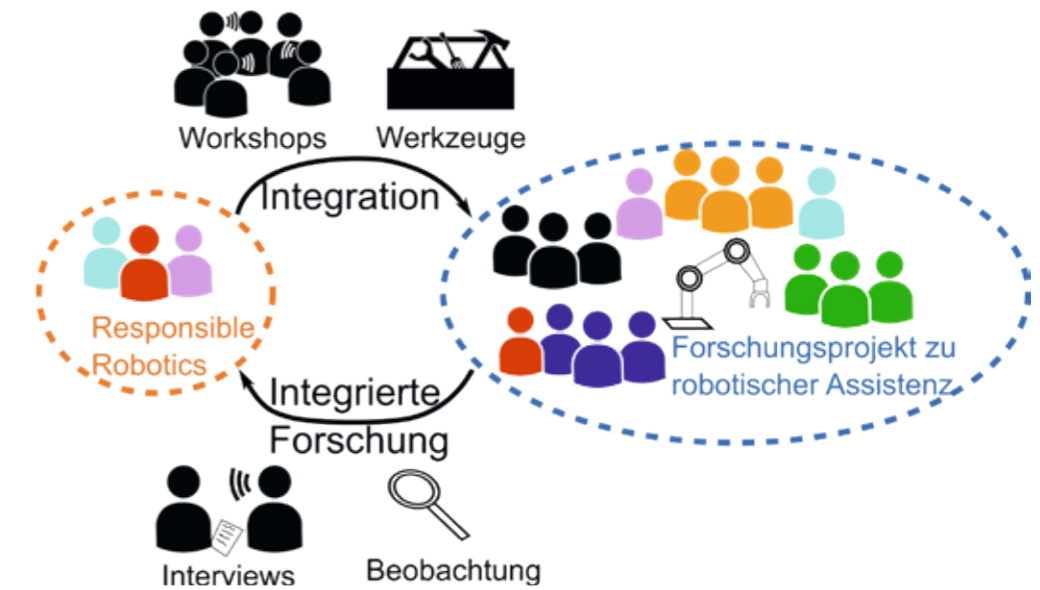 Workshops
Werkzeuge
Integration
Responsible
Robotics
Forschungsprojekt zu
robotischer Assistenz
Integrierte
Forschung
Interviews
Beobachtung